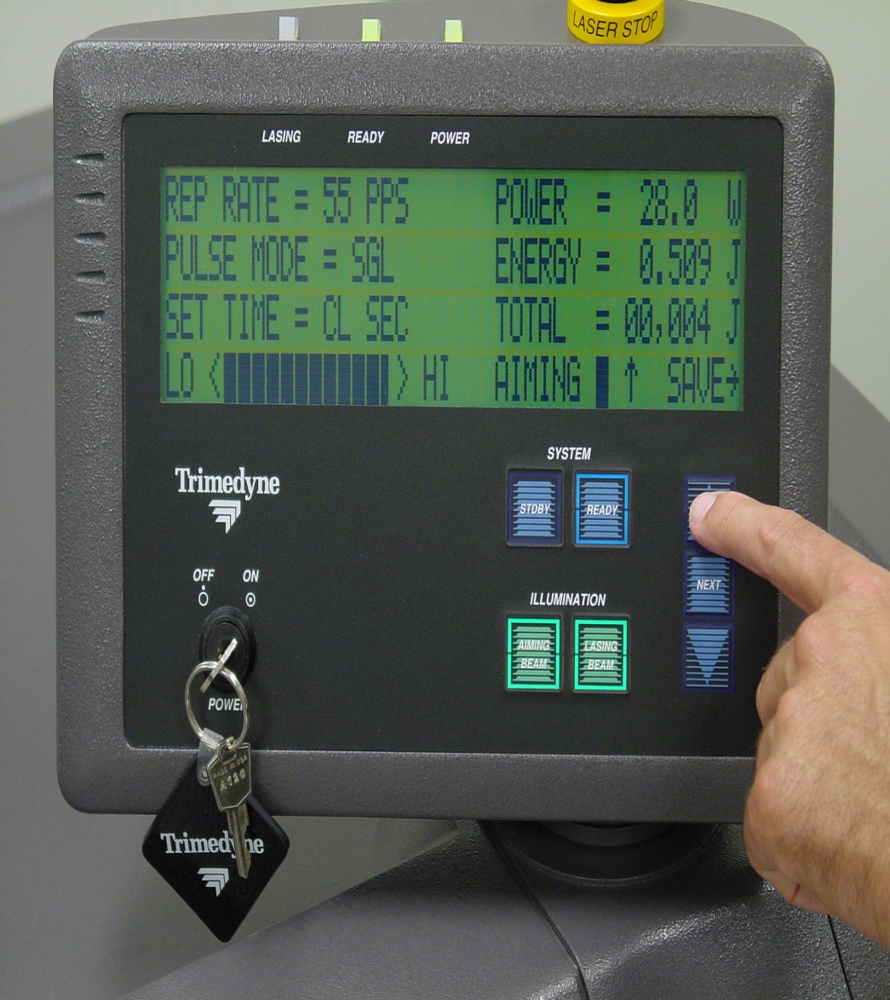 LASER STOP
LASING READY POWER
REP RATE = 55 PPS POWER = 28.0 W
PULSE MODE = SGL ENERGY = 0.509 J
SET TIME = CL SEC TOTAL = 00,004 J
LO < > HI AIMING ↑ SAVE→
SYSTEM
Trimedyne
STDBY READY
OFF ON
NEXT
ILLUMINATION
AIMING BEAM
LASING BEAM
POWE
MADE IN USA
A126
Trimedyne